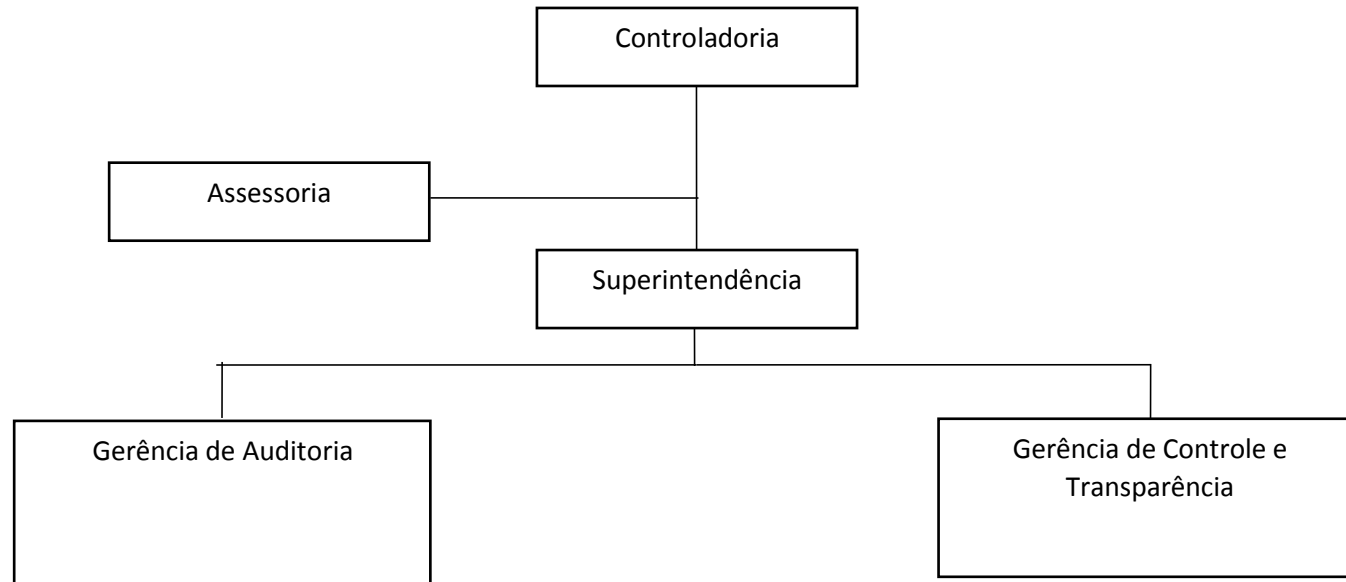 Controladoria
Assessoria
Superintendência
Gerência de Auditoria
Gerência de Controle e
Transparência